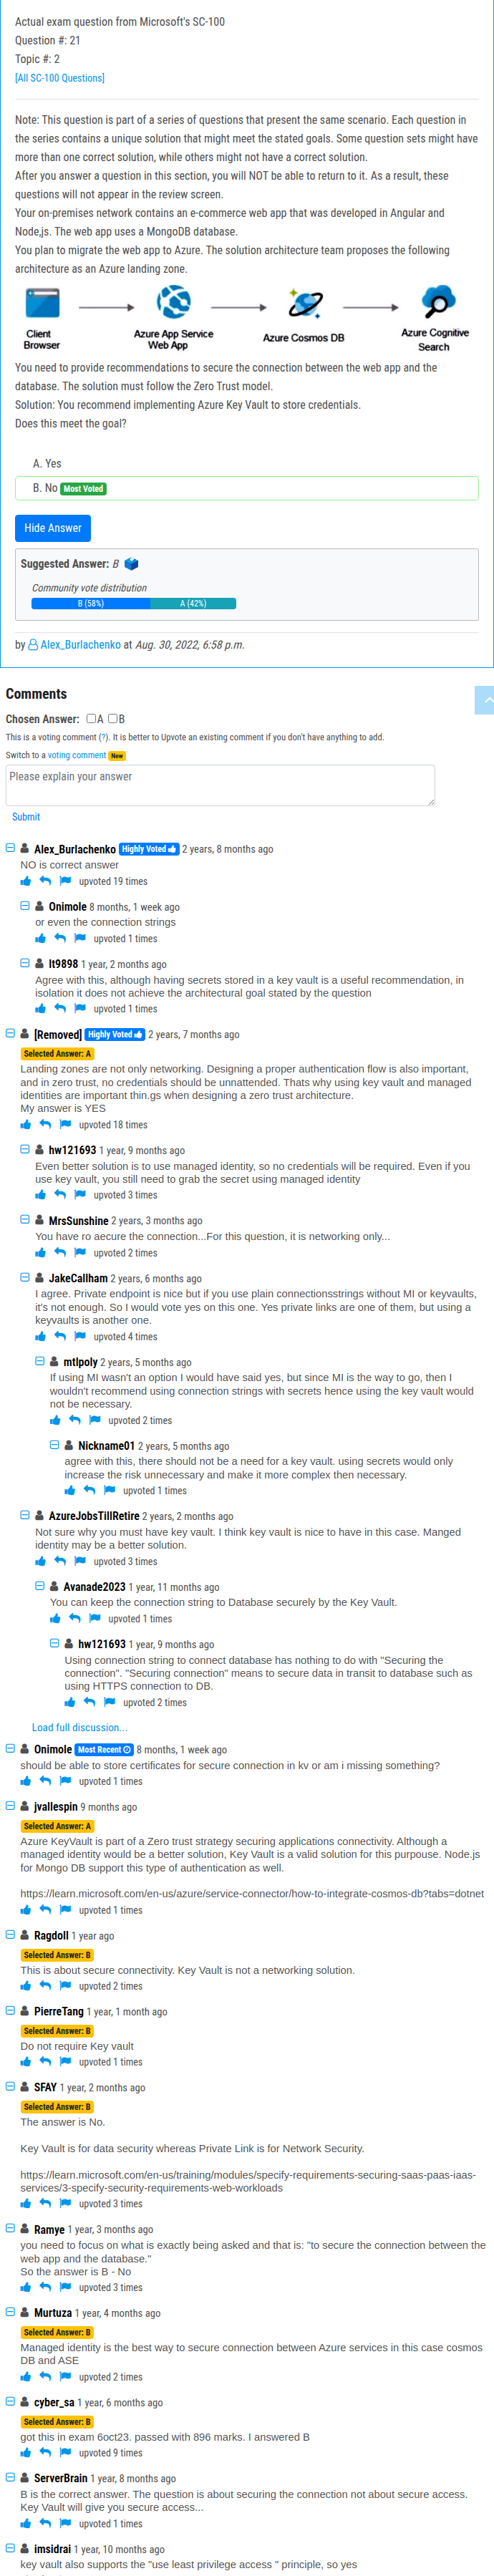 Actual exam question from Microsoft's SC-100
Question #: 21
Topic #: 2
[All SC-100 Questions]
Note: This question is part of a series of questions that present the same scenario. Each question in
the series contains a unique solution that might meet the stated goals. Some question sets might have
more than one correct solution, while others might not have a correct solution.
After you answer a question in this section, you will NOT be able to return to it. As a result, these
questions will not appear in the review screen.
Your on-premises network contains an e-commerce web app that was developed in Angular and
Node,js. The web app uses a MongoDB database.
You plan to migrate the web app to Azure. The solution architecture team proposes the following
architecture as an Azure landing zone.
Client
Browser
Azure App Service
Web App
Azure Cosmos DB
Azure Cognitive
Search
You need to provide recommendations to secure the connection between the web app and the
database. The solution must follow the Zero Trust model.
Solution: You recommend implementing Azure Key Vault to store credentials.
Does this meet the goal?
A. Yes
B. No Most Voted
Hide Answer
Suggested Answer: B
Community vote distribution
B (58%) A (42%)
by Alex_Burlachenko at Aug. 30, 2022, 6:58 p.m.
Comments
Chosen Answer: A B
This is a voting comment (?). It is better to Upvote an existing comment if you don't have anything to add.
Switch to a voting comment New
Please explain your answer
Submit
Alex_Burlachenko Highly Voted 2 years, 8 months ago
NO is correct answer
upvoted 19 times
Onimole 8 months, 1 week ago
or even the connection strings
upvoted 1 times
lt9898 1 year, 2 months ago
Agree with this, although having secrets stored in a key vault is a useful recommendation, in
isolation it does not achieve the architectural goal stated by the question
upvoted 1 times
[Removed] Highly Voted 2 years, 7 months ago
Selected Answer: A
Landing zones are not only networking. Designing a proper authentication flow is also important,
and in zero trust, no credentials should be unnattended. Thats why using key vault and managed
identities are important thin.gs when designing a zero trust architecture.
My answer is YES
upvoted 18 times
hw121693 1 year, 9 months ago
Even better solution is to use managed identity, so no credentials will be required. Even if you
use key vault, you still need to grab the secret using managed identity
upvoted 3 times
MrsSunshine 2 years, 3 months ago
You have ro aecure the connection...For this question, it is networking only...
upvoted 2 times
JakeCallham 2 years, 6 months ago
I agree. Private endpoint is nice but if you use plain connectionsstrings without MI or keyvaults,
it's not enough. So I would vote yes on this one. Yes private links are one of them, but using a
keyvaults is another one.
upvoted 4 times
mtlpoly 2 years, 5 months ago
If using MI wasn't an option I would have said yes, but since MI is the way to go, then I
wouldn't recommend using connection strings with secrets hence using the key vault would
not be necessary.
upvoted 2 times
Nickname01 2 years, 5 months ago
agree with this, there should not be a need for a key vault. using secrets would only
increase the risk unnecessary and make it more complex then necessary.
upvoted 1 times
AzureJobsTillRetire 2 years, 2 months ago
Not sure why you must have key vault. I think key vault is nice to have in this case. Manged
identity may be a better solution.
upvoted 3 times
Avanade2023 1 year, 11 months ago
You can keep the connection string to Database securely by the Key Vault.
upvoted 1 times
hw121693 1 year, 9 months ago
Using connection string to connect database has nothing to do with "Securing the
connection". "Securing connection" means to secure data in transit to database such as
using HTTPS connection to DB.
upvoted 2 times
Load full discussion...
Onimole Most Recent 8 months, 1 week ago
should be able to store certificates for secure connection in kv or am i missing something?
upvoted 1 times
jvallespin 9 months ago
Selected Answer: A
Azure KeyVault is part of a Zero trust strategy securing applications connectivity. Although a
managed identity would be a better solution, Key Vault is a valid solution for this purpouse. Node.js
for Mongo DB support this type of authentication as well.
https://learn.microsoft.com/en-us/azure/service-connector/how-to-integrate-cosmos-db?tabs=dotnet
upvoted 1 times
Ragdoll 1 year ago
Selected Answer: B
This is about secure connectivity. Key Vault is not a networking solution.
upvoted 2 times
PierreTang 1 year, 1 month ago
Selected Answer: B
Do not require Key vault
upvoted 1 times
SFAY 1 year, 2 months ago
Selected Answer: B
The answer is No.
Key Vault is for data security whereas Private Link is for Network Security.
https://learn.microsoft.com/en-us/training/modules/specify-requirements-securing-saas-paas-iaas-
services/3-specify-security-requirements-web-workloads
upvoted 3 times
Ramye 1 year, 3 months ago
you need to focus on what is exactly being asked and that is: "to secure the connection between the
web app and the database."
So the answer is B - No
upvoted 3 times
Murtuza 1 year, 4 months ago
Selected Answer: B
Managed identity is the best way to secure connection between Azure services in this case cosmos
DB and ASE
upvoted 2 times
cyber_sa 1 year, 6 months ago
Selected Answer: B
got this in exam 6oct23. passed with 896 marks. I answered B
upvoted 9 times
ServerBrain 1 year, 8 months ago
B is the correct answer. The question is about securing the connection not about secure access.
Key Vault will give you secure access...
upvoted 1 times
imsidrai 1 year, 10 months ago
key vault also supports the "use least privilege access " principle, so yes